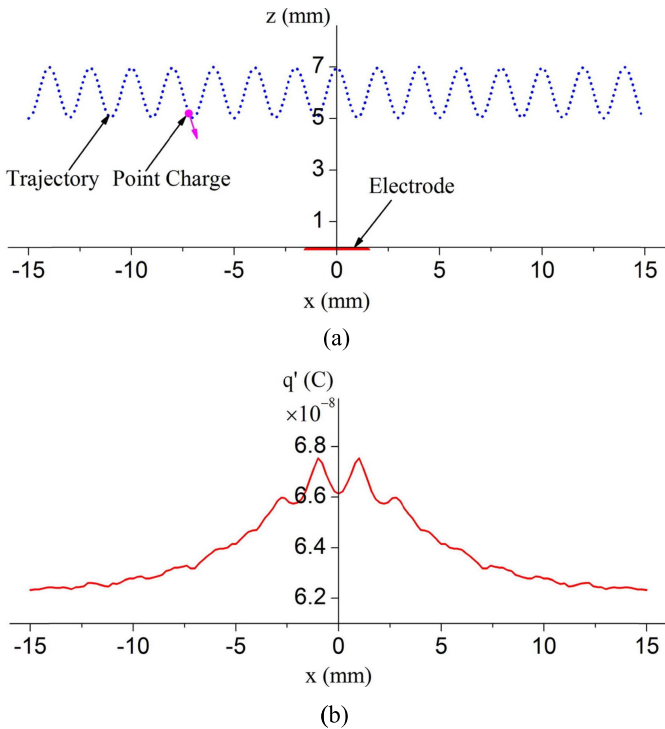 z (mm)
7
5
3
1
Trajectory
Point Charge
Electrode
-15 -10 -5 0 5 10 15
x (mm)
(a)
q' (C)
×10⁻⁸
6.8
6.6
6.4
6.2
-15 -10 -5 0 5 10 15
x (mm)
(b)